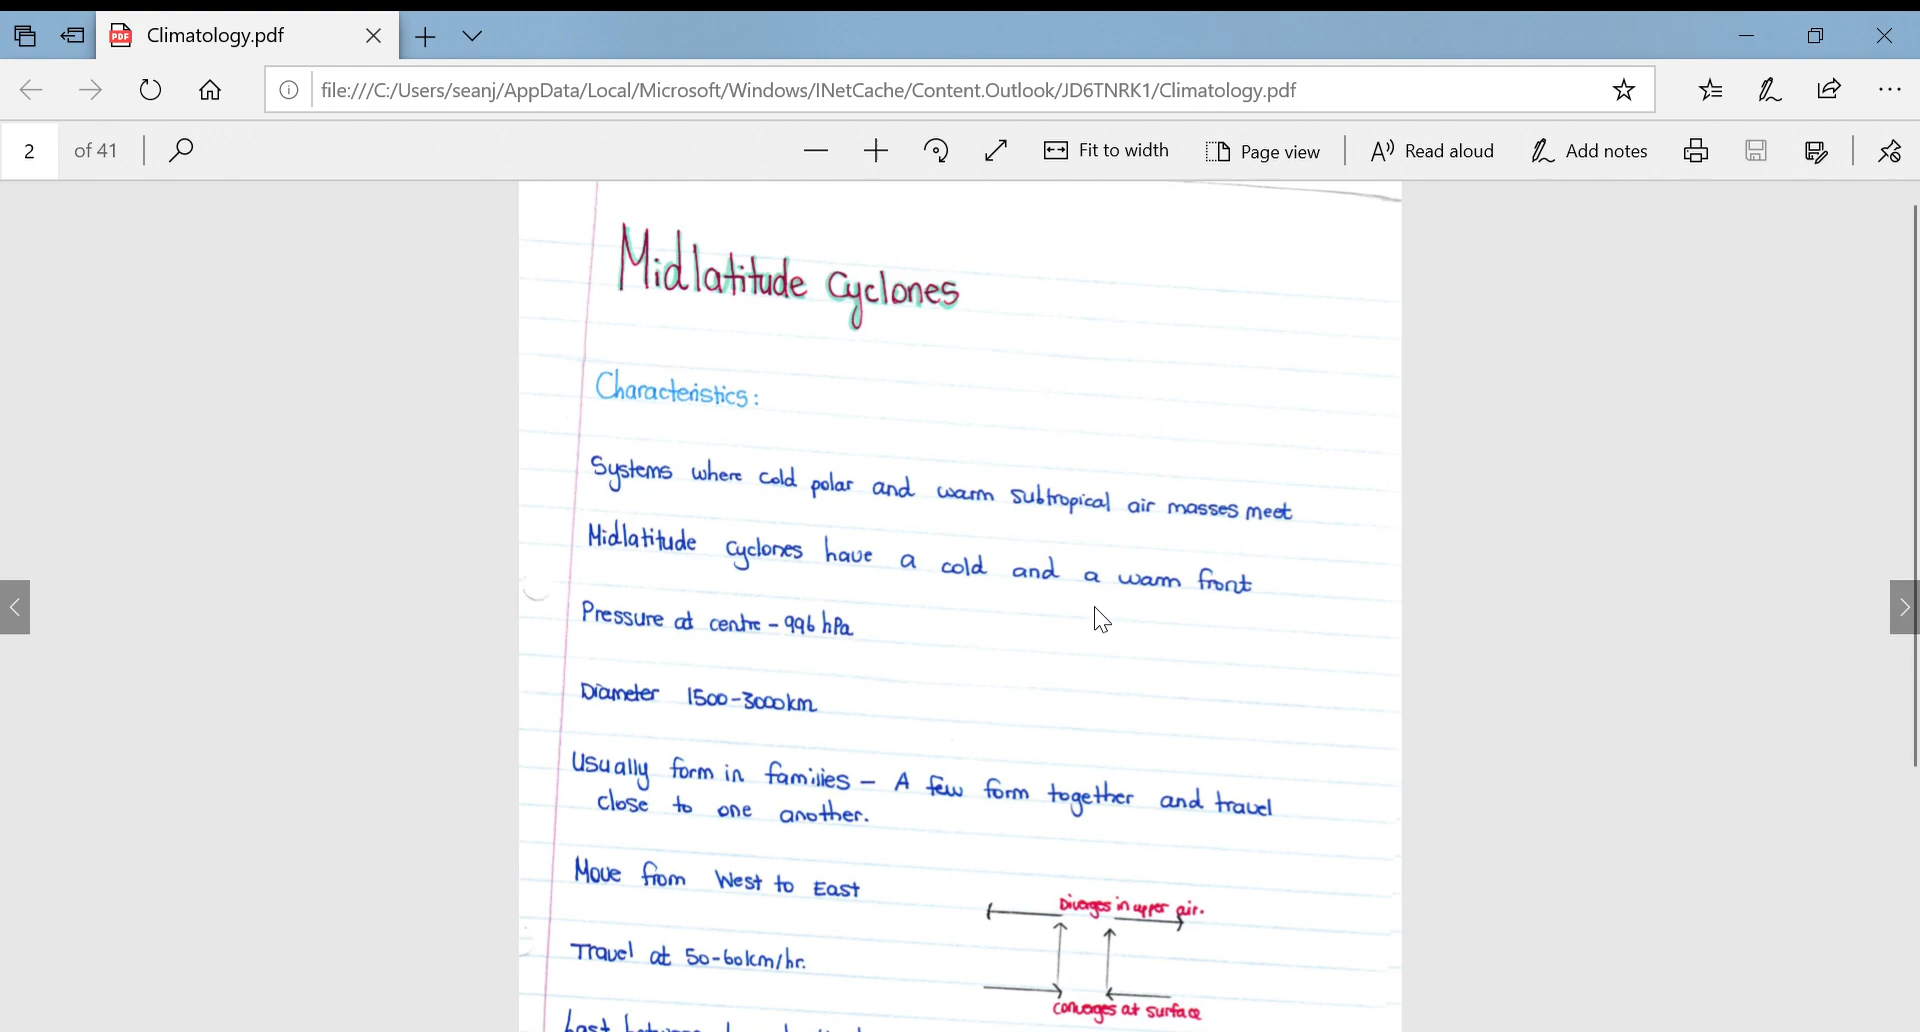 Climatology.pdf
file:///C:/Users/seanj/AppData/Local/Microsoft/Windows/INetCache/Content.Outlook/JD6TNRK1/Climatology.pdf
2 of 41 Fit to width Page view Read aloud Add notes
Midlatitude Cyclones
Characteristics:
Systems where cold polar and warm subtropical air masses meet
Midlatitude cyclones have a cold and a warm front
Pressure at centre - 996 hPa
Diameter 1500-3000km
Usually form in families - A few form together and travel
close to one another.
Move from West to East
Diverges in upper air.
Travel at 50-60km/hr.
Converges at surface
Last between